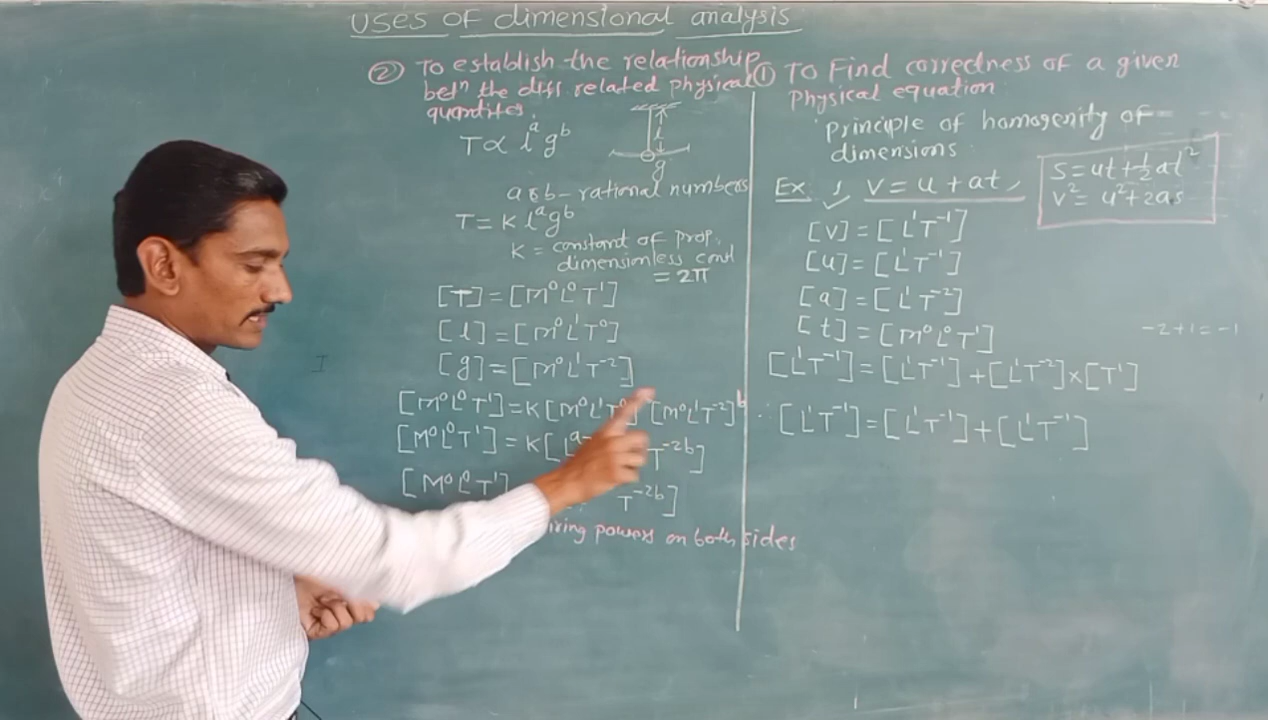 Uses of dimensional analysis
② To establish the relationship
betn the diff related physical
quantites.
T ∝ l^a g^b
l
g
a & b – rational numbers
T = K l^a g^b
K = constant of prop.
dimensionless const
= 2π
[T] = [M⁰L⁰T¹]
[l] = [M⁰L¹T⁰]
[g] = [M⁰L¹T⁻²]
[M⁰L⁰T¹] = K[M⁰L¹T⁰] [M⁰L¹T⁻²]^b
[M⁰L⁰T¹] = K[L^a T^-2b]
[M⁰L⁰T¹] T^-2b]
powers on both sides
① To Find correctness of a given
Physical equation
Principle of homogenity of
dimensions
Ex. 1 v = u + at
s = ut + ½ at²
v² = u² + 2as
[v] = [L¹T⁻¹]
[u] = [L¹T⁻¹]
[a] = [L¹T⁻²]
[t] = [M⁰L⁰T¹]
-2+1 = -1
[L¹T⁻¹] = [L¹T⁻¹] + [L¹T⁻²] × [T¹]
[L¹T⁻¹] = [L¹T⁻¹] + [L¹T⁻¹]